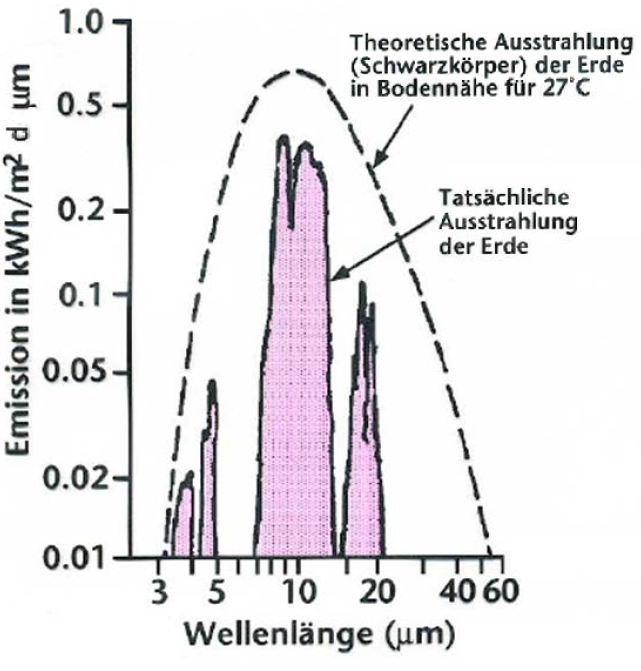 Theoretische Ausstrahlung
(Schwarzkörper) der Erde
in Bodennähe für 27°C
Tatsächliche
Ausstrahlung
der Erde
Emission in kWh/m² d µm
1.0
0.5
0.2
0.1
0.05
0.02
0.01
3 5 10 20 40 60
Wellenlänge (µm)